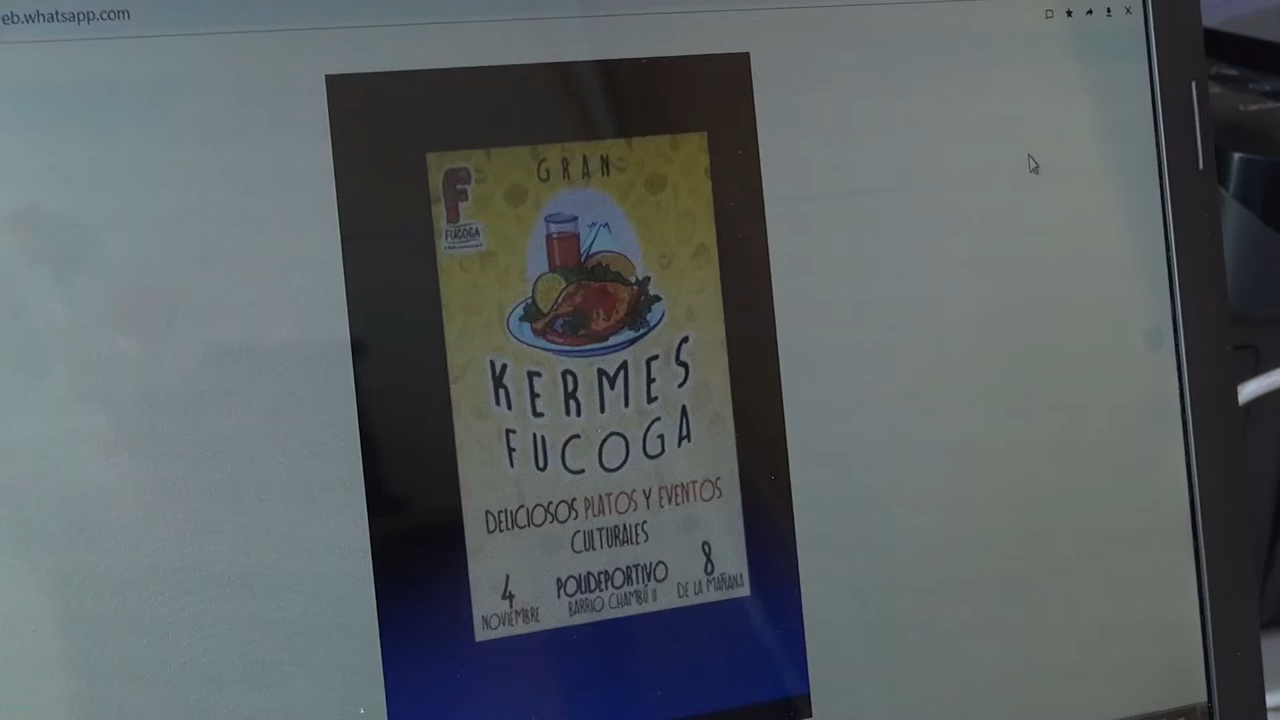 eb.whatsapp.com
GRAN
F
FUCOGA
KERMES
FUCOGA
DELICIOSOS PLATOS Y EVENTOS
CULTURALES
4
NOVIEMBRE
POLIDEPORTIVO
BARRIO CHAMBÚ II
8
DE LA MAÑANA